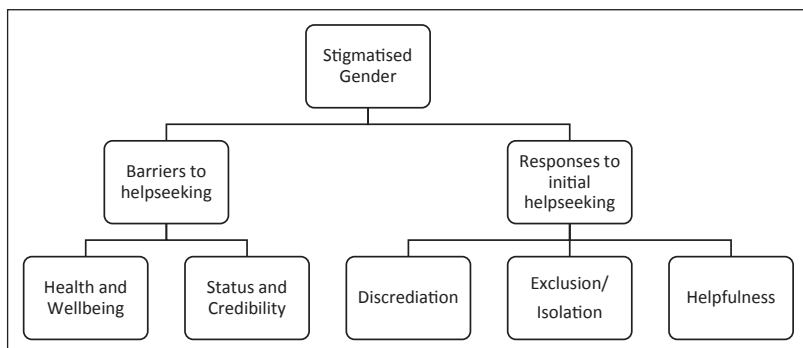 Stigmatised
Gender
Barriers to
helpseeking
Responses to
initial
helpseeking
Health and
Wellbeing
Status and
Credibility
Discrediation
Exclusion/
Isolation
Helpfulness